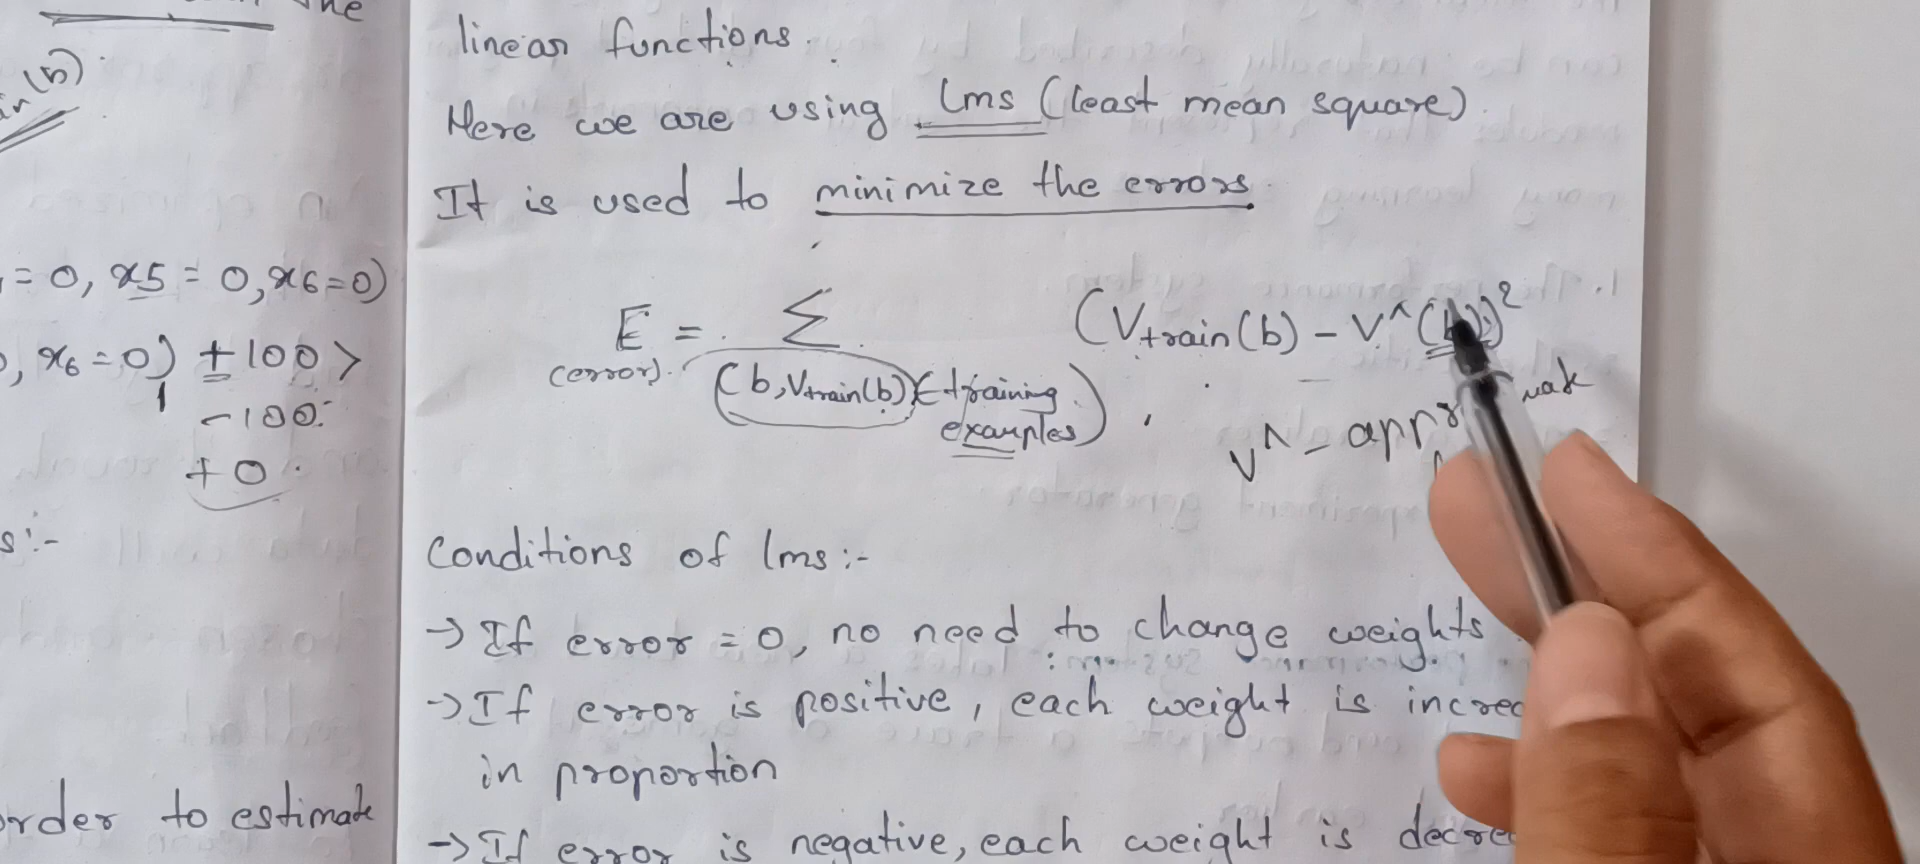 the
in (b)
= 0, x5 = 0, x6 = 0)
, x6 = 0) ± 100 >
- 100
+ 0
s :-
order to estimate
linear functions.
Here we are using lms (least mean square).
It is used to minimize the errors.
E = Σ (Vtrain(b) - V^(b))²
(error). (b, Vtrain(b) ∈ training
examples)
V^ -
Conditions of lms :-
→ If error = 0, no need to change weights
→ If error is positive, each weight is increa
in proportion
→ If error is negative, each weight is decre